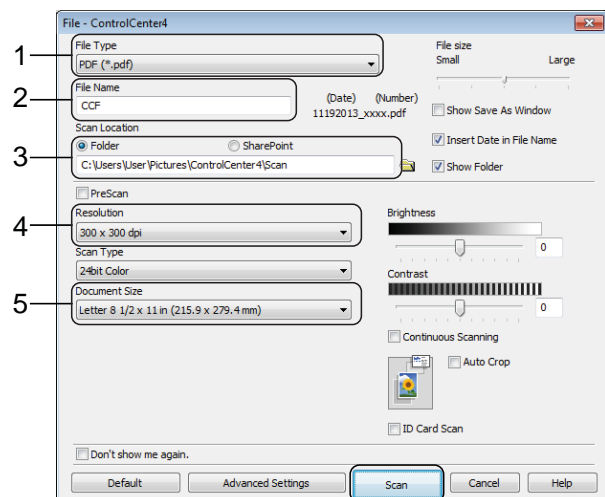 File - ControlCenter4
1
File Type
PDF (*.pdf)
File size
Small Large
2
File Name
CCF
(Date) (Number)
11192013_xxxx.pdf
Show Save As Window
Scan Location
Insert Date in File Name
3
Folder SharePoint
C:\Users\User\Pictures\ControlCenter4\Scan
Show Folder
PreScan
4
Resolution
300 x 300 dpi
Brightness
0
Scan Type
24bit Color
Contrast
0
5
Document Size
Letter 8 1/2 x 11 in (215.9 x 279.4 mm)
Continuous Scanning
Auto Crop
ID Card Scan
Don't show me again.
Default Advanced Settings Scan Cancel Help